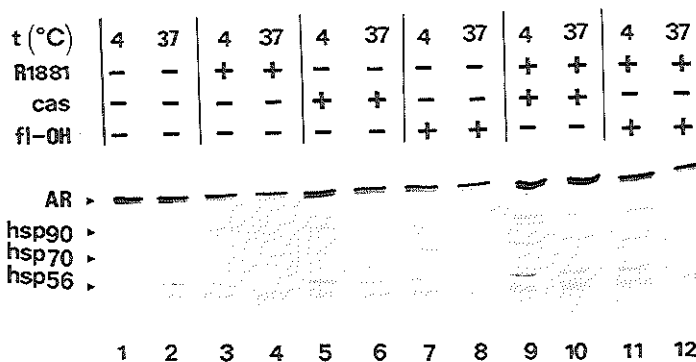 t (°C) 4 37 4 37 4 37 4 37 4 37 4 37
R1881 – – + + – – – – + + + +
cas – – – – + + – – + + – –
fl-OH – – – – – – + + – – + +
AR ►
hsp90 ►
hsp70 ►
hsp56 ►
1 2 3 4 5 6 7 8 9 10 11 12